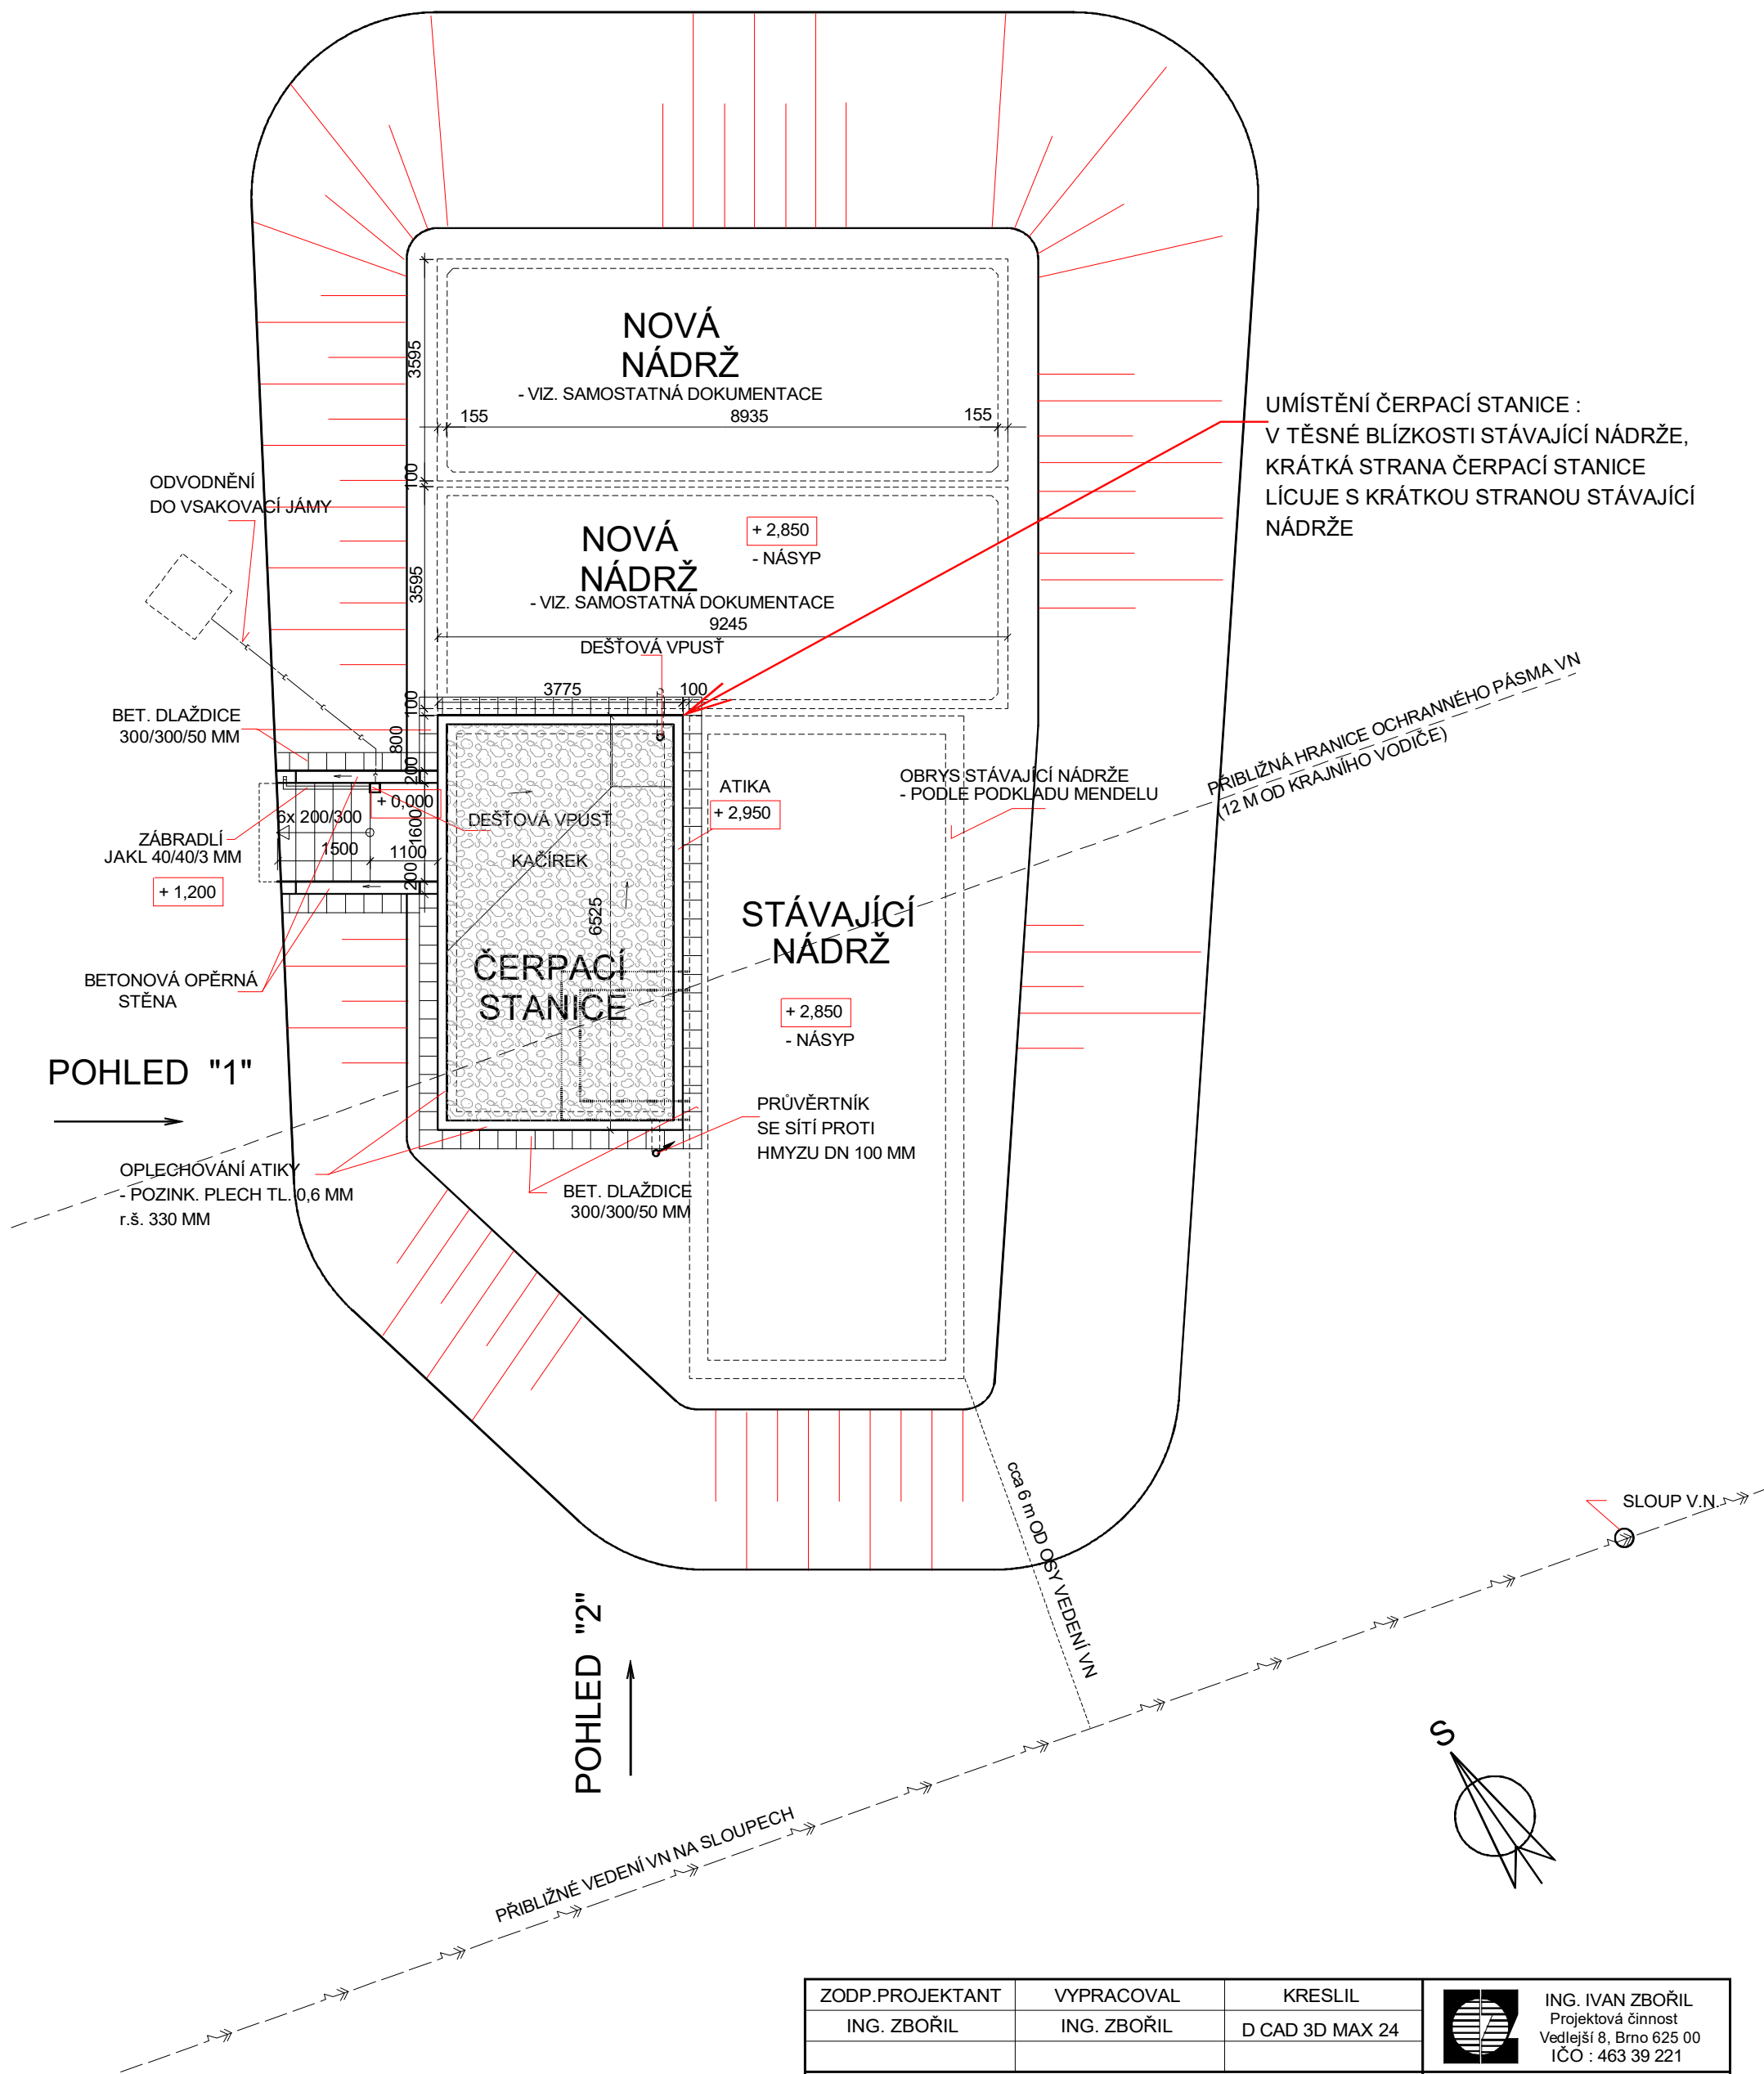 NOVÁ
NÁDRŽ
- VIZ. SAMOSTATNÁ DOKUMENTACE
155
8935
155
3595
100
UMÍSTĚNÍ ČERPACÍ STANICE :
V TĚSNÉ BLÍZKOSTI STÁVAJÍCÍ NÁDRŽE,
KRÁTKÁ STRANA ČERPACÍ STANICE
LÍCUJE S KRÁTKOU STRANOU STÁVAJÍCÍ
NÁDRŽE
ODVODNĚNÍ
DO VSAKOVACÍ JÁMY
NOVÁ
NÁDRŽ
+ 2,850
- NÁSYP
- VIZ. SAMOSTATNÁ DOKUMENTACE
9245
3595
DEŠŤOVÁ VPUSŤ
3775
100
100
BET. DLAŽDICE
300/300/50 MM
800
200
PŘIBLIŽNÁ HRANICE OCHRANNÉHO PÁSMA VN
(12 M OD KRAJNÍHO VODIČE)
OBRYS STÁVAJÍCÍ NÁDRŽE
- PODLE PODKLADU MENDELU
ATIKA
+ 2,950
+ 0,000
DEŠŤOVÁ VPUSŤ
6x 200/300
1600
ZÁBRADLÍ
JAKL 40/40/3 MM
1500
1100
KAČÍREK
+ 1,200
200
6525
STÁVAJÍCÍ
NÁDRŽ
ČERPACÍ
STANICE
BETONOVÁ OPĚRNÁ
STĚNA
+ 2,850
- NÁSYP
POHLED "1"
PRŮVĚRTNÍK
SE SÍTÍ PROTI
HMYZU DN 100 MM
OPLECHOVÁNÍ ATIKY
- POZINK. PLECH TL. 0,6 MM
r.š. 330 MM
BET. DLAŽDICE
300/300/50 MM
cca 6 m OD OSY VEDENÍ VN
SLOUP V.N.
POHLED "2"
S
PŘIBLIŽNÉ VEDENÍ VN NA SLOUPECH
ZODP.PROJEKTANT
VYPRACOVAL
KRESLIL
ING. ZBOŘIL
ING. ZBOŘIL
D CAD 3D MAX 24
ING. IVAN ZBOŘIL
Projektová činnost
Vedlejší 8, Brno 625 00
IČO : 463 39 221